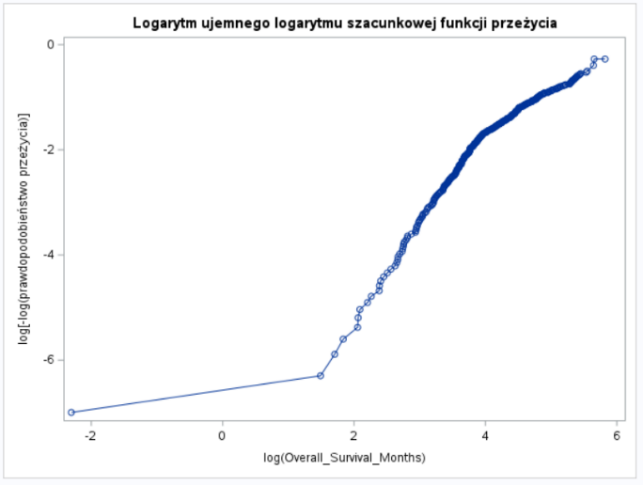 Logarytm ujemnego logarytmu szacunkowej funkcji przeżycia
log[-log(prawdopodobieństwo przeżycia)]
0
-2
-4
-6
-2 0 2 4 6
log(Overall_Survival_Months)